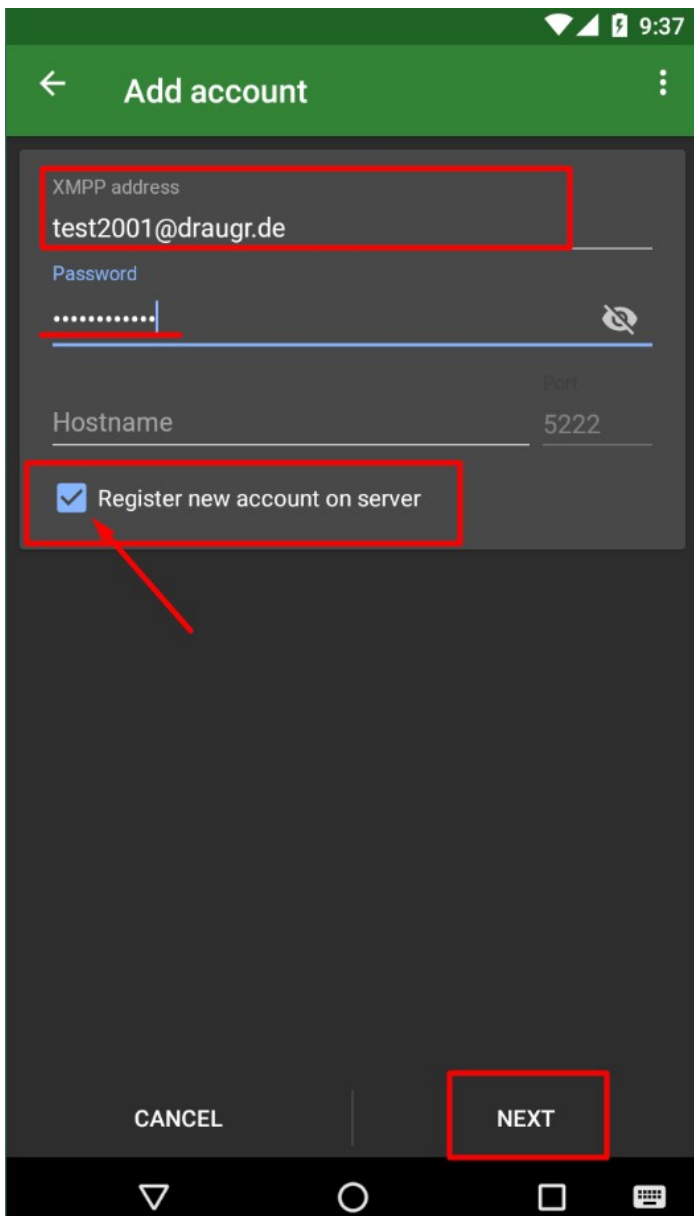 9:37
Add account
XMPP address
test2001@draugr.de
Password
••••••••••••
Port
Hostname 5222
Register new account on server
CANCEL NEXT